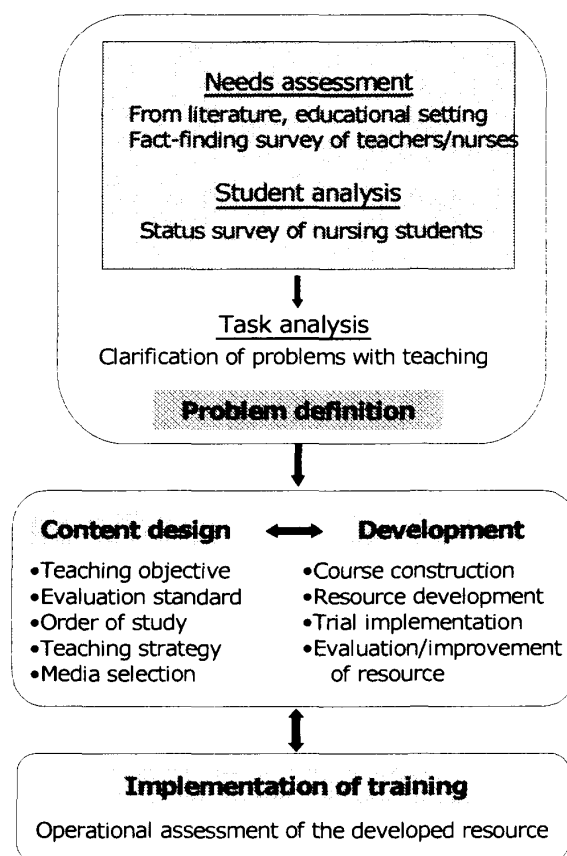 Needs assessment
From literature, educational setting
Fact-finding survey of teachers/nurses
Student analysis
Status survey of nursing students
Task analysis
Clarification of problems with teaching
Problem definition
Content design
•Teaching objective
•Evaluation standard
•Order of study
•Teaching strategy
•Media selection
Development
•Course construction
•Resource development
•Trial implementation
•Evaluation/improvement
of resource
Implementation of training
Operational assessment of the developed resource